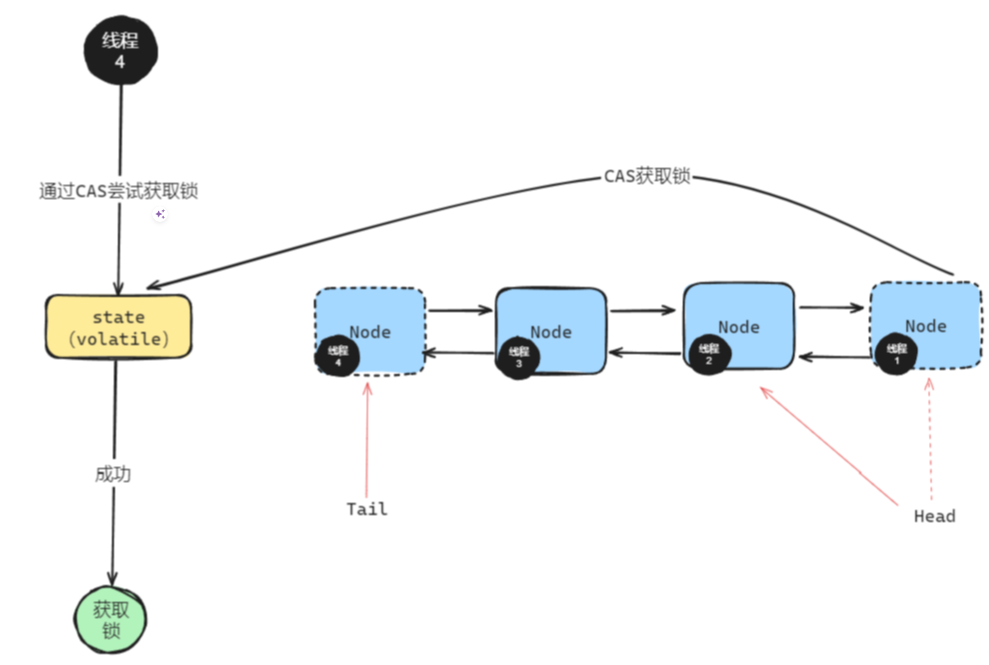 线程
4
通过CAS尝试获取锁
CAS获取锁
state
（volatile）
Node
线程
4
Node
线程
3
Node
线程
2
Node
线程
1
成功
Tail
Head
获取
锁